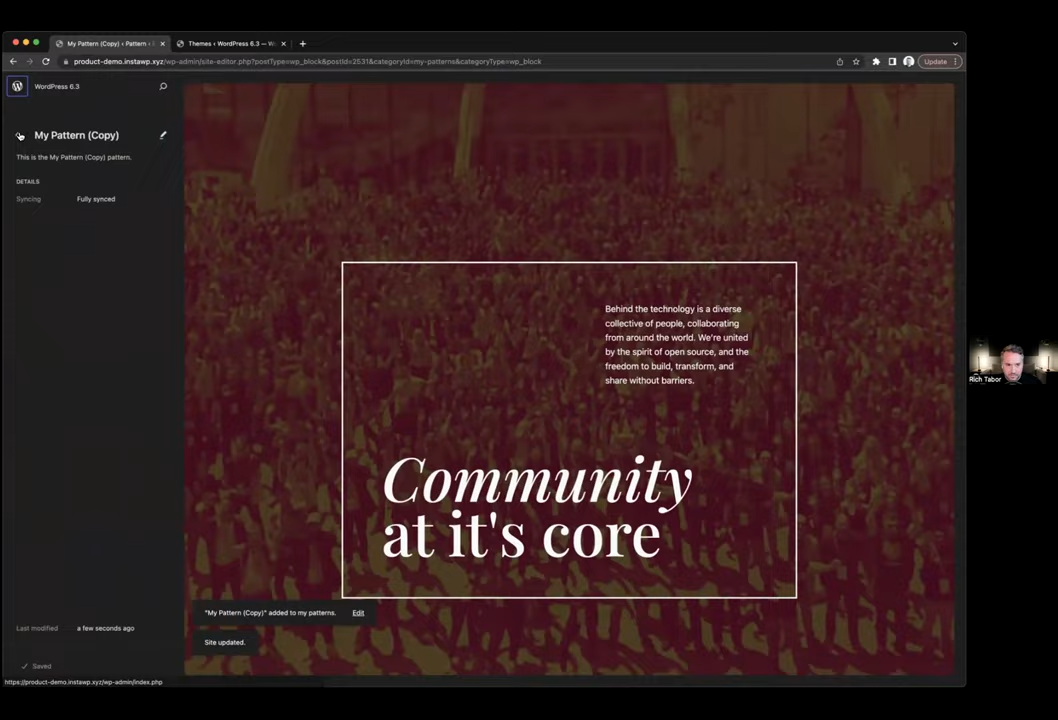 My Pattern (Copy) ‹ Pattern ‹
Themes ‹ WordPress 6.3 — W
product-demo.instawp.xyz/wp-admin/site-editor.php?postType=wp_block&postId=2531&categoryId=my-patterns&categoryType=wp_block
Update
WordPress 6.3
My Pattern (Copy)
This is the My Pattern (Copy) pattern.
DETAILS
Syncing Fully synced
Behind the technology is a diverse
collective of people, collaborating
from around the world. We're united
by the spirit of open source, and the
freedom to build, transform, and
share without barriers.
Rich Tabor
Community
at it's core
"My Pattern (Copy)" added to my patterns. Edit
Last modified a few seconds ago
Site updated.
Saved
https://product-demo.instawp.xyz/wp-admin/index.php